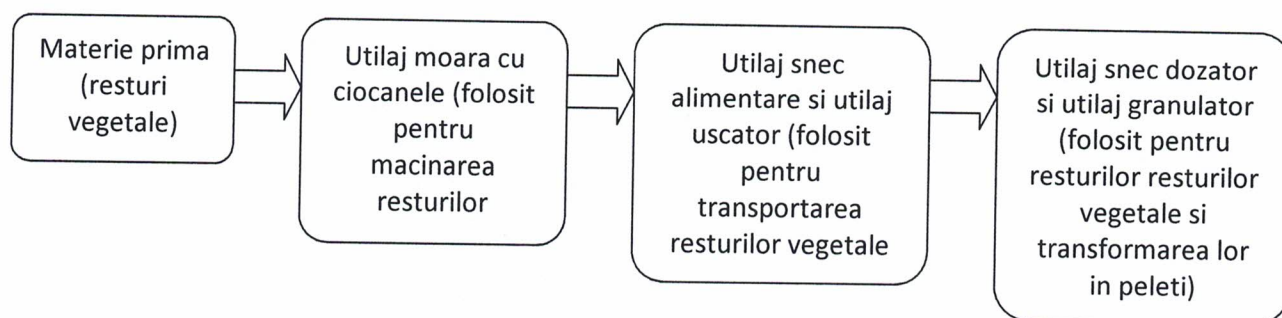 Materie prima
(resturi
vegetale)
Utilaj moara cu
ciocanele (folosit
pentru
macinarea
resturilor
Utilaj snec
alimentare si utilaj
uscator (folosit
pentru
transportarea
resturilor vegetale
Utilaj snec dozator
si utilaj granulator
(folosit pentru
resturilor resturilor
vegetale si
transformarea lor
in peleti)